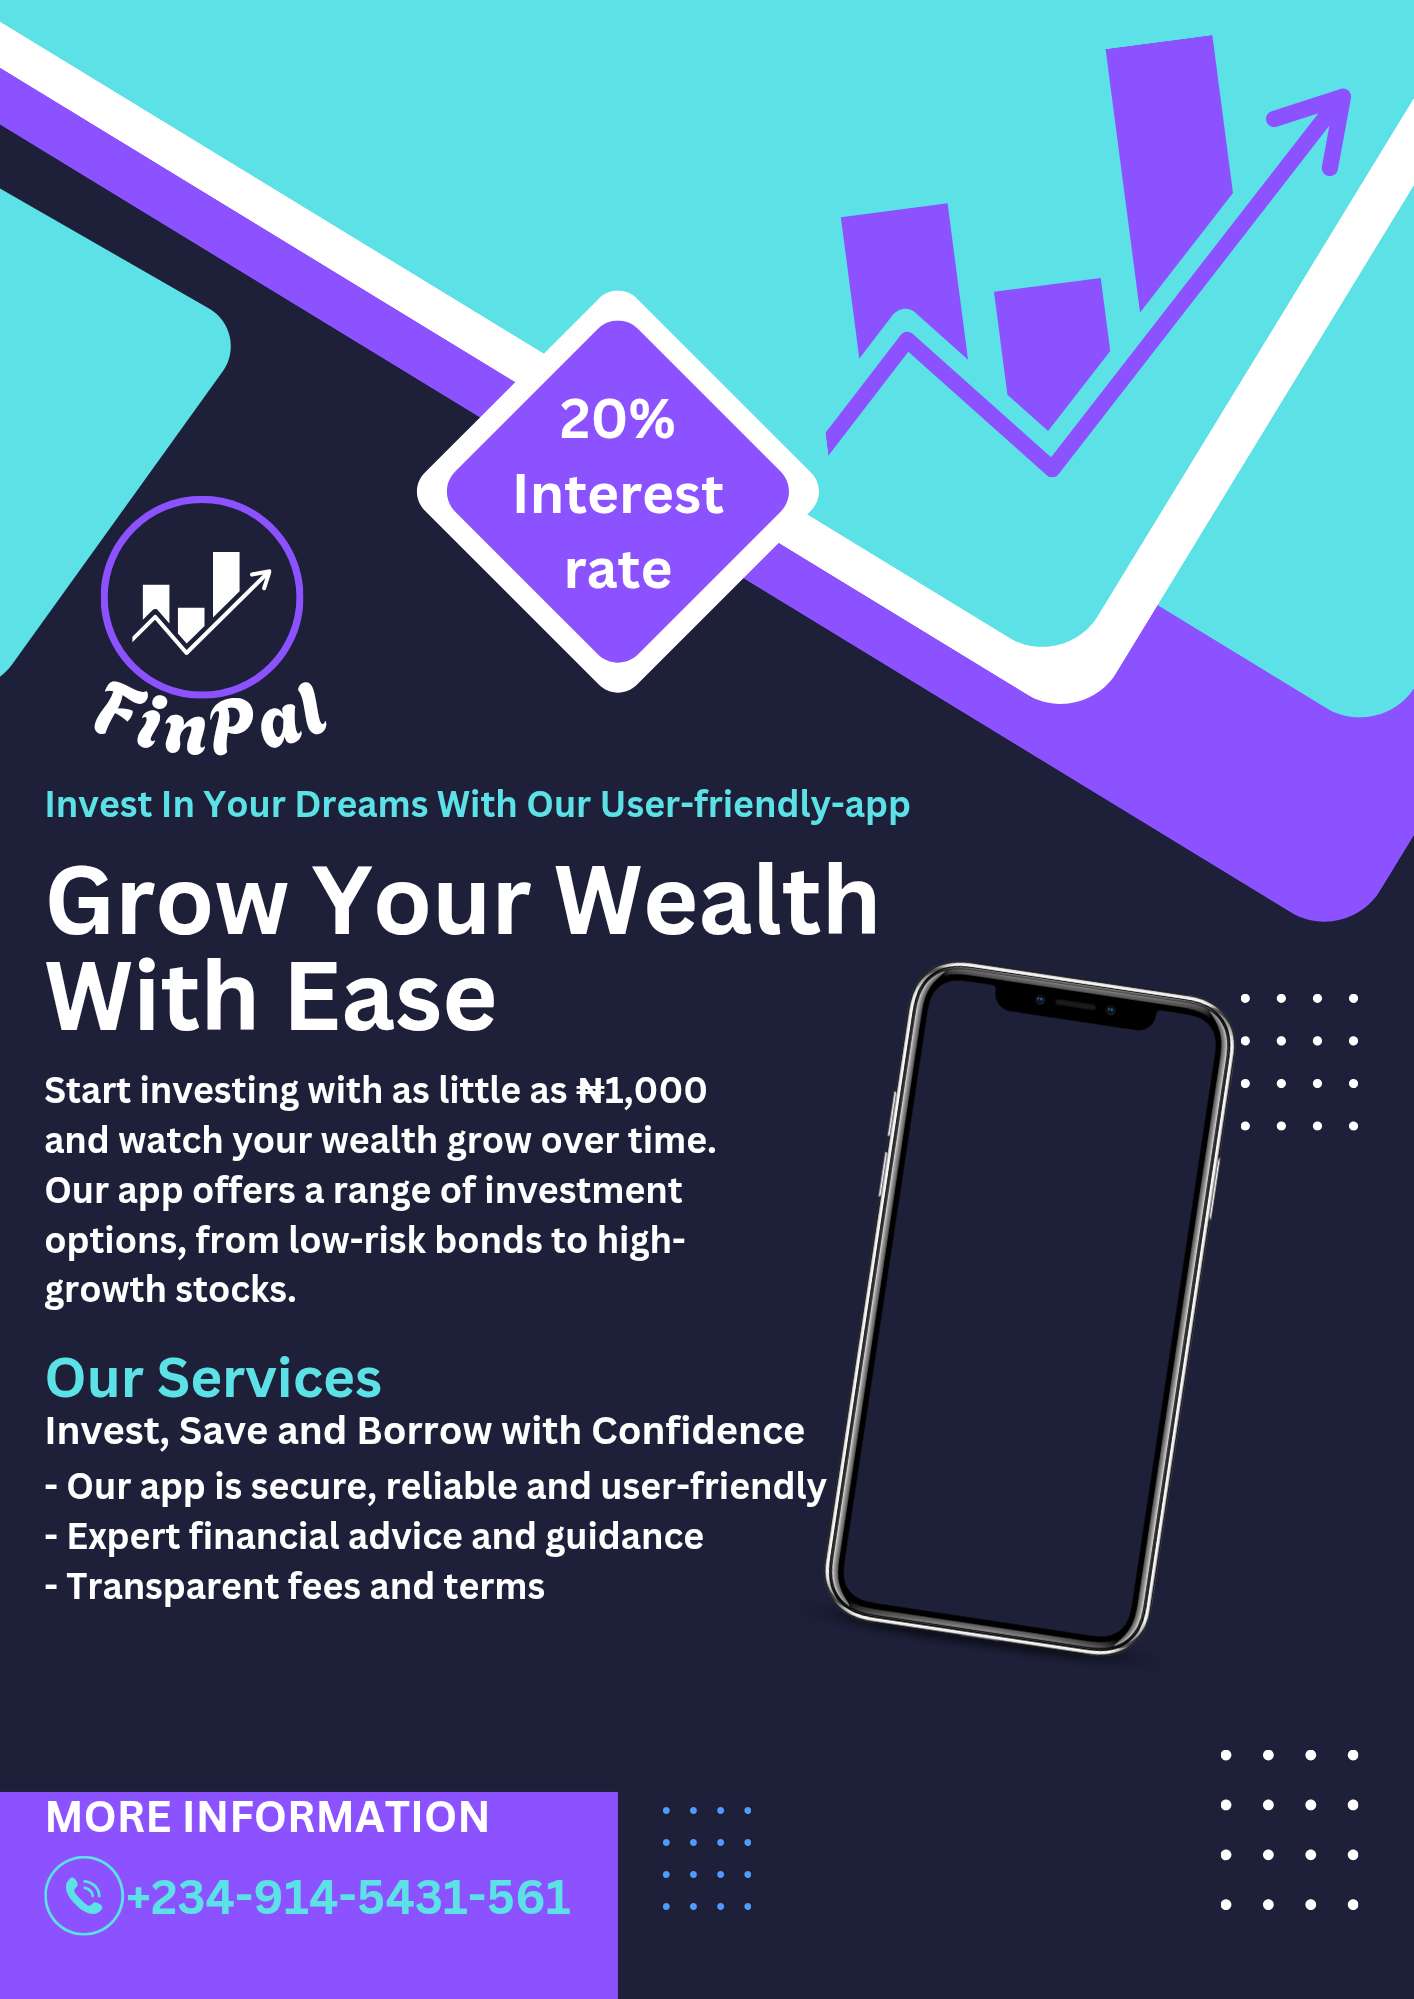 20%
Interest
rate
FinPal
Invest In Your Dreams With Our User-friendly-app
Grow Your Wealth
With Ease
Start investing with as little as ₦1,000
and watch your wealth grow over time.
Our app offers a range of investment
options, from low-risk bonds to high-
growth stocks.
Our Services
Invest, Save and Borrow with Confidence
- Our app is secure, reliable and user-friendly
- Expert financial advice and guidance
- Transparent fees and terms
MORE INFORMATION
+234-914-5431-561